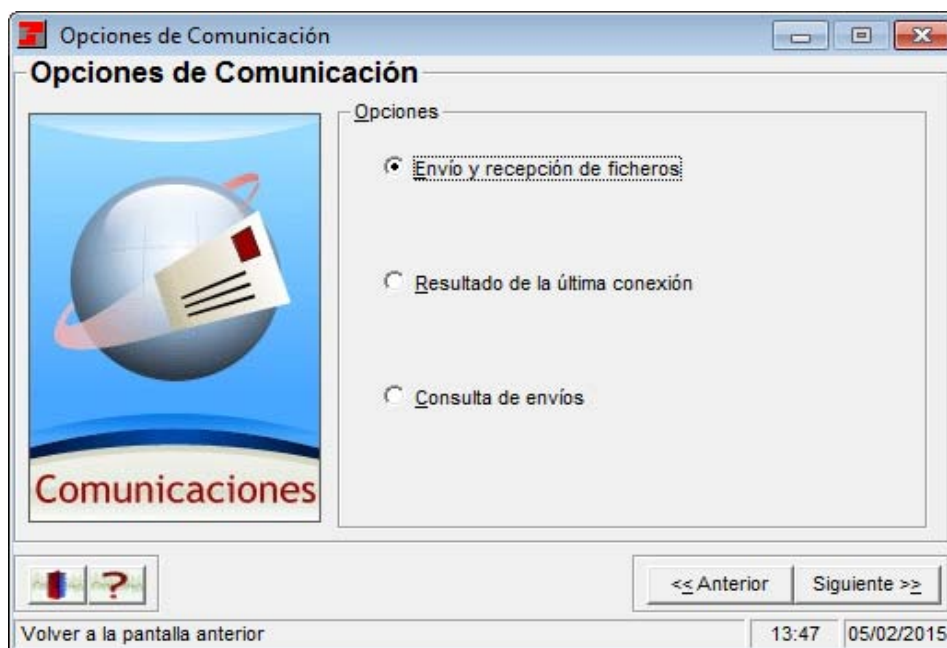 Opciones de Comunicación
Opciones de Comunicación
Opciones
Envío y recepción de ficheros
Resultado de la última conexión
Consulta de envíos
Comunicaciones
?
<< Anterior
Siguiente >>
Volver a la pantalla anterior
13:47
05/02/2015